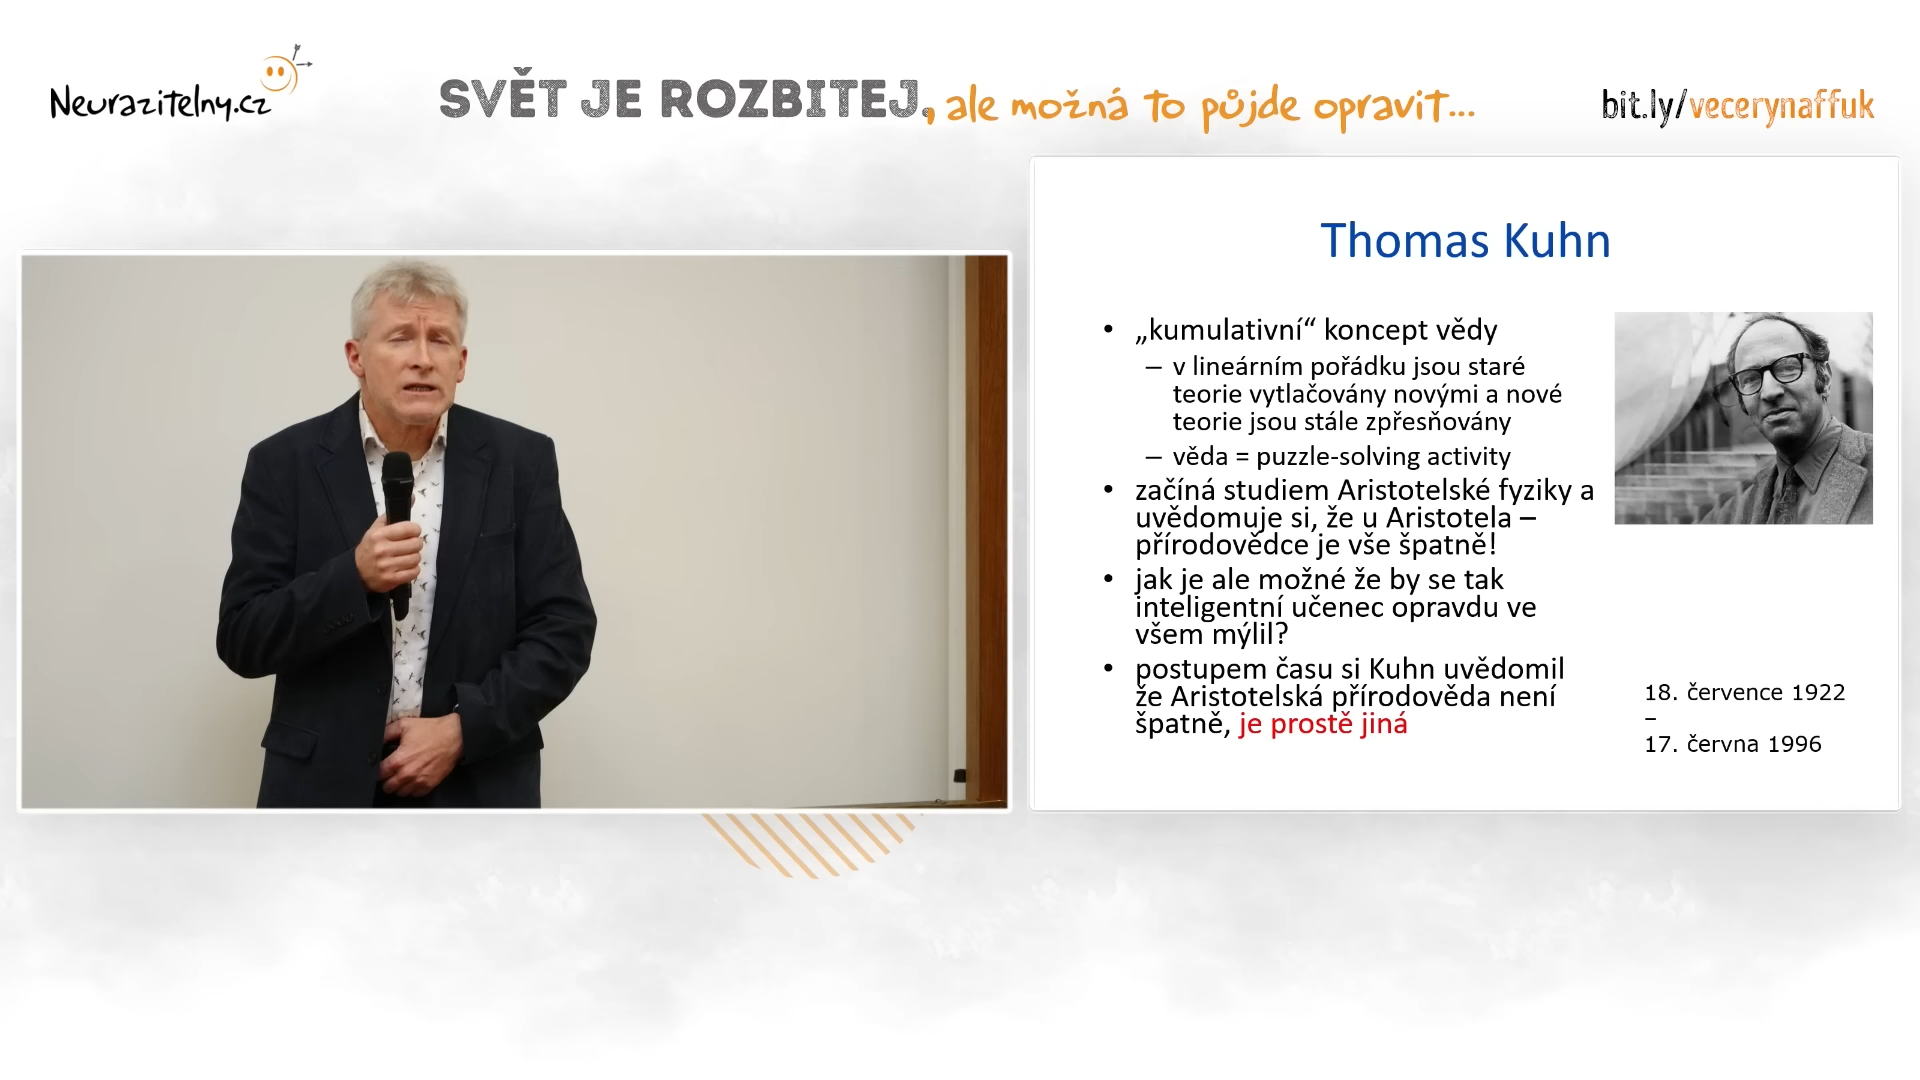 Neurazitelny.cz
SVĚT JE ROZBITEJ, ale možná to půjde opravit...
bit.ly/vecerynaffuk
Thomas Kuhn
• „kumulativní“ koncept vědy
– v lineárním pořádku jsou staré
teorie vytlačovány novými a nové
teorie jsou stále zpřesňovány
– věda = puzzle-solving activity
• začíná studiem Aristotelské fyziky a
uvědomuje si, že u Aristotela –
přírodovědce je vše špatně!
• jak je ale možné že by se tak
inteligentní učenec opravdu ve
všem mýlil?
• postupem času si Kuhn uvědomil
že Aristotelská přírodověda není
špatně, je prostě jiná
18. července 1922
–
17. června 1996